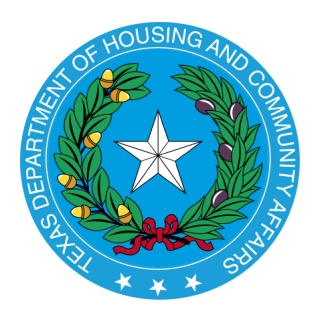 TEXAS DEPARTMENT OF HOUSING AND COMMUNITY AFFAIRS